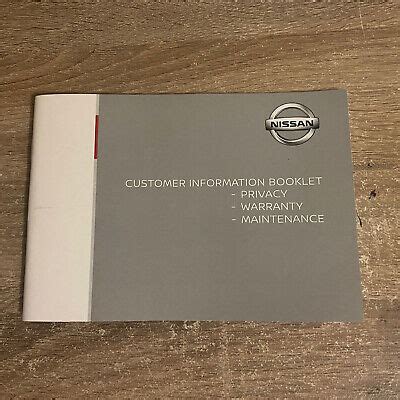 NISSAN
CUSTOMER INFORMATION BOOKLET
- PRIVACY
- WARRANTY
- MAINTENANCE